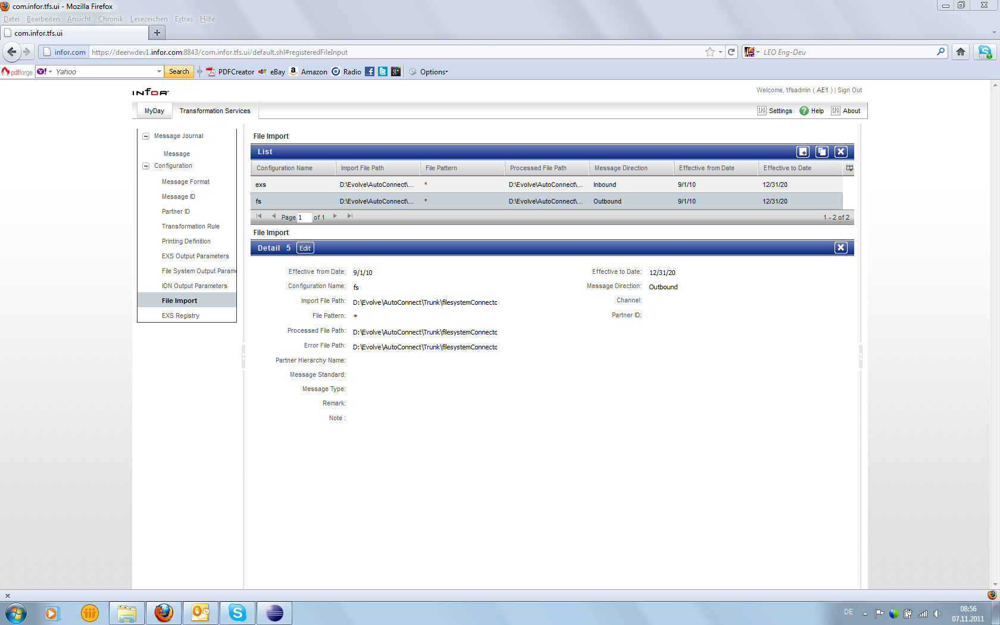 com.infor.tfs.ui - Mozilla Firefox
Datei Bearbeiten Ansicht Chronik Lesezeichen Extras Hilfe
com.infor.tfs.ui
infor.com https://deerwdev1.infor.com:8843/com.infor.tfs.ui/default.shl#registeredFileInput LEO Eng-Deu
pdfforge Y! Yahoo Search PDFCreator eBay Amazon Radio Options
infor Welcome, tfsadmin ( AE1 ) | Sign Out
MyDay Transformation Services Settings Help About
Message Journal
Message
Configuration
Message Format
Message ID
Partner ID
Transformation Rule
Printing Definition
EXS Output Parameters
File System Output Param
ION Output Parameters
File Import
EXS Registry
File Import
List
Configuration Name Import File Path File Pattern Processed File Path Message Direction Effective from Date Effective to Date
exs D:\Evolve\AutoConnect\... * D:\Evolve\AutoConnect\... Inbound 9/1/10 12/31/20
fs D:\Evolve\AutoConnect\... * D:\Evolve\AutoConnect\... Outbound 9/1/10 12/31/20
Page 1 of 1 1 - 2 of 2
File Import
Detail 5 Edit
Effective from Date: 9/1/10 Effective to Date: 12/31/20
Configuration Name: fs Message Direction: Outbound
Import File Path: D:\Evolve\AutoConnect\Trunk\filesystemConnecto Channel:
File Pattern: * Partner ID:
Processed File Path: D:\Evolve\AutoConnect\Trunk\filesystemConnecto
Error File Path: D:\Evolve\AutoConnect\Trunk\filesystemConnecto
Partner Hierarchy Name:
Message Standard:
Message Type:
Remark:
Note :
DE 08:56
07.11.2011